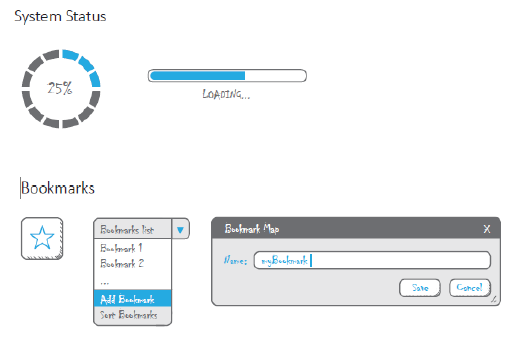 System Status
25%
LOADING...
Bookmarks
Bookmarks list
Bookmark 1
Bookmark 2
...
Add Bookmark
Sort Bookmarks
Bookmark Map X
Name: myBookmark
Save Cancel